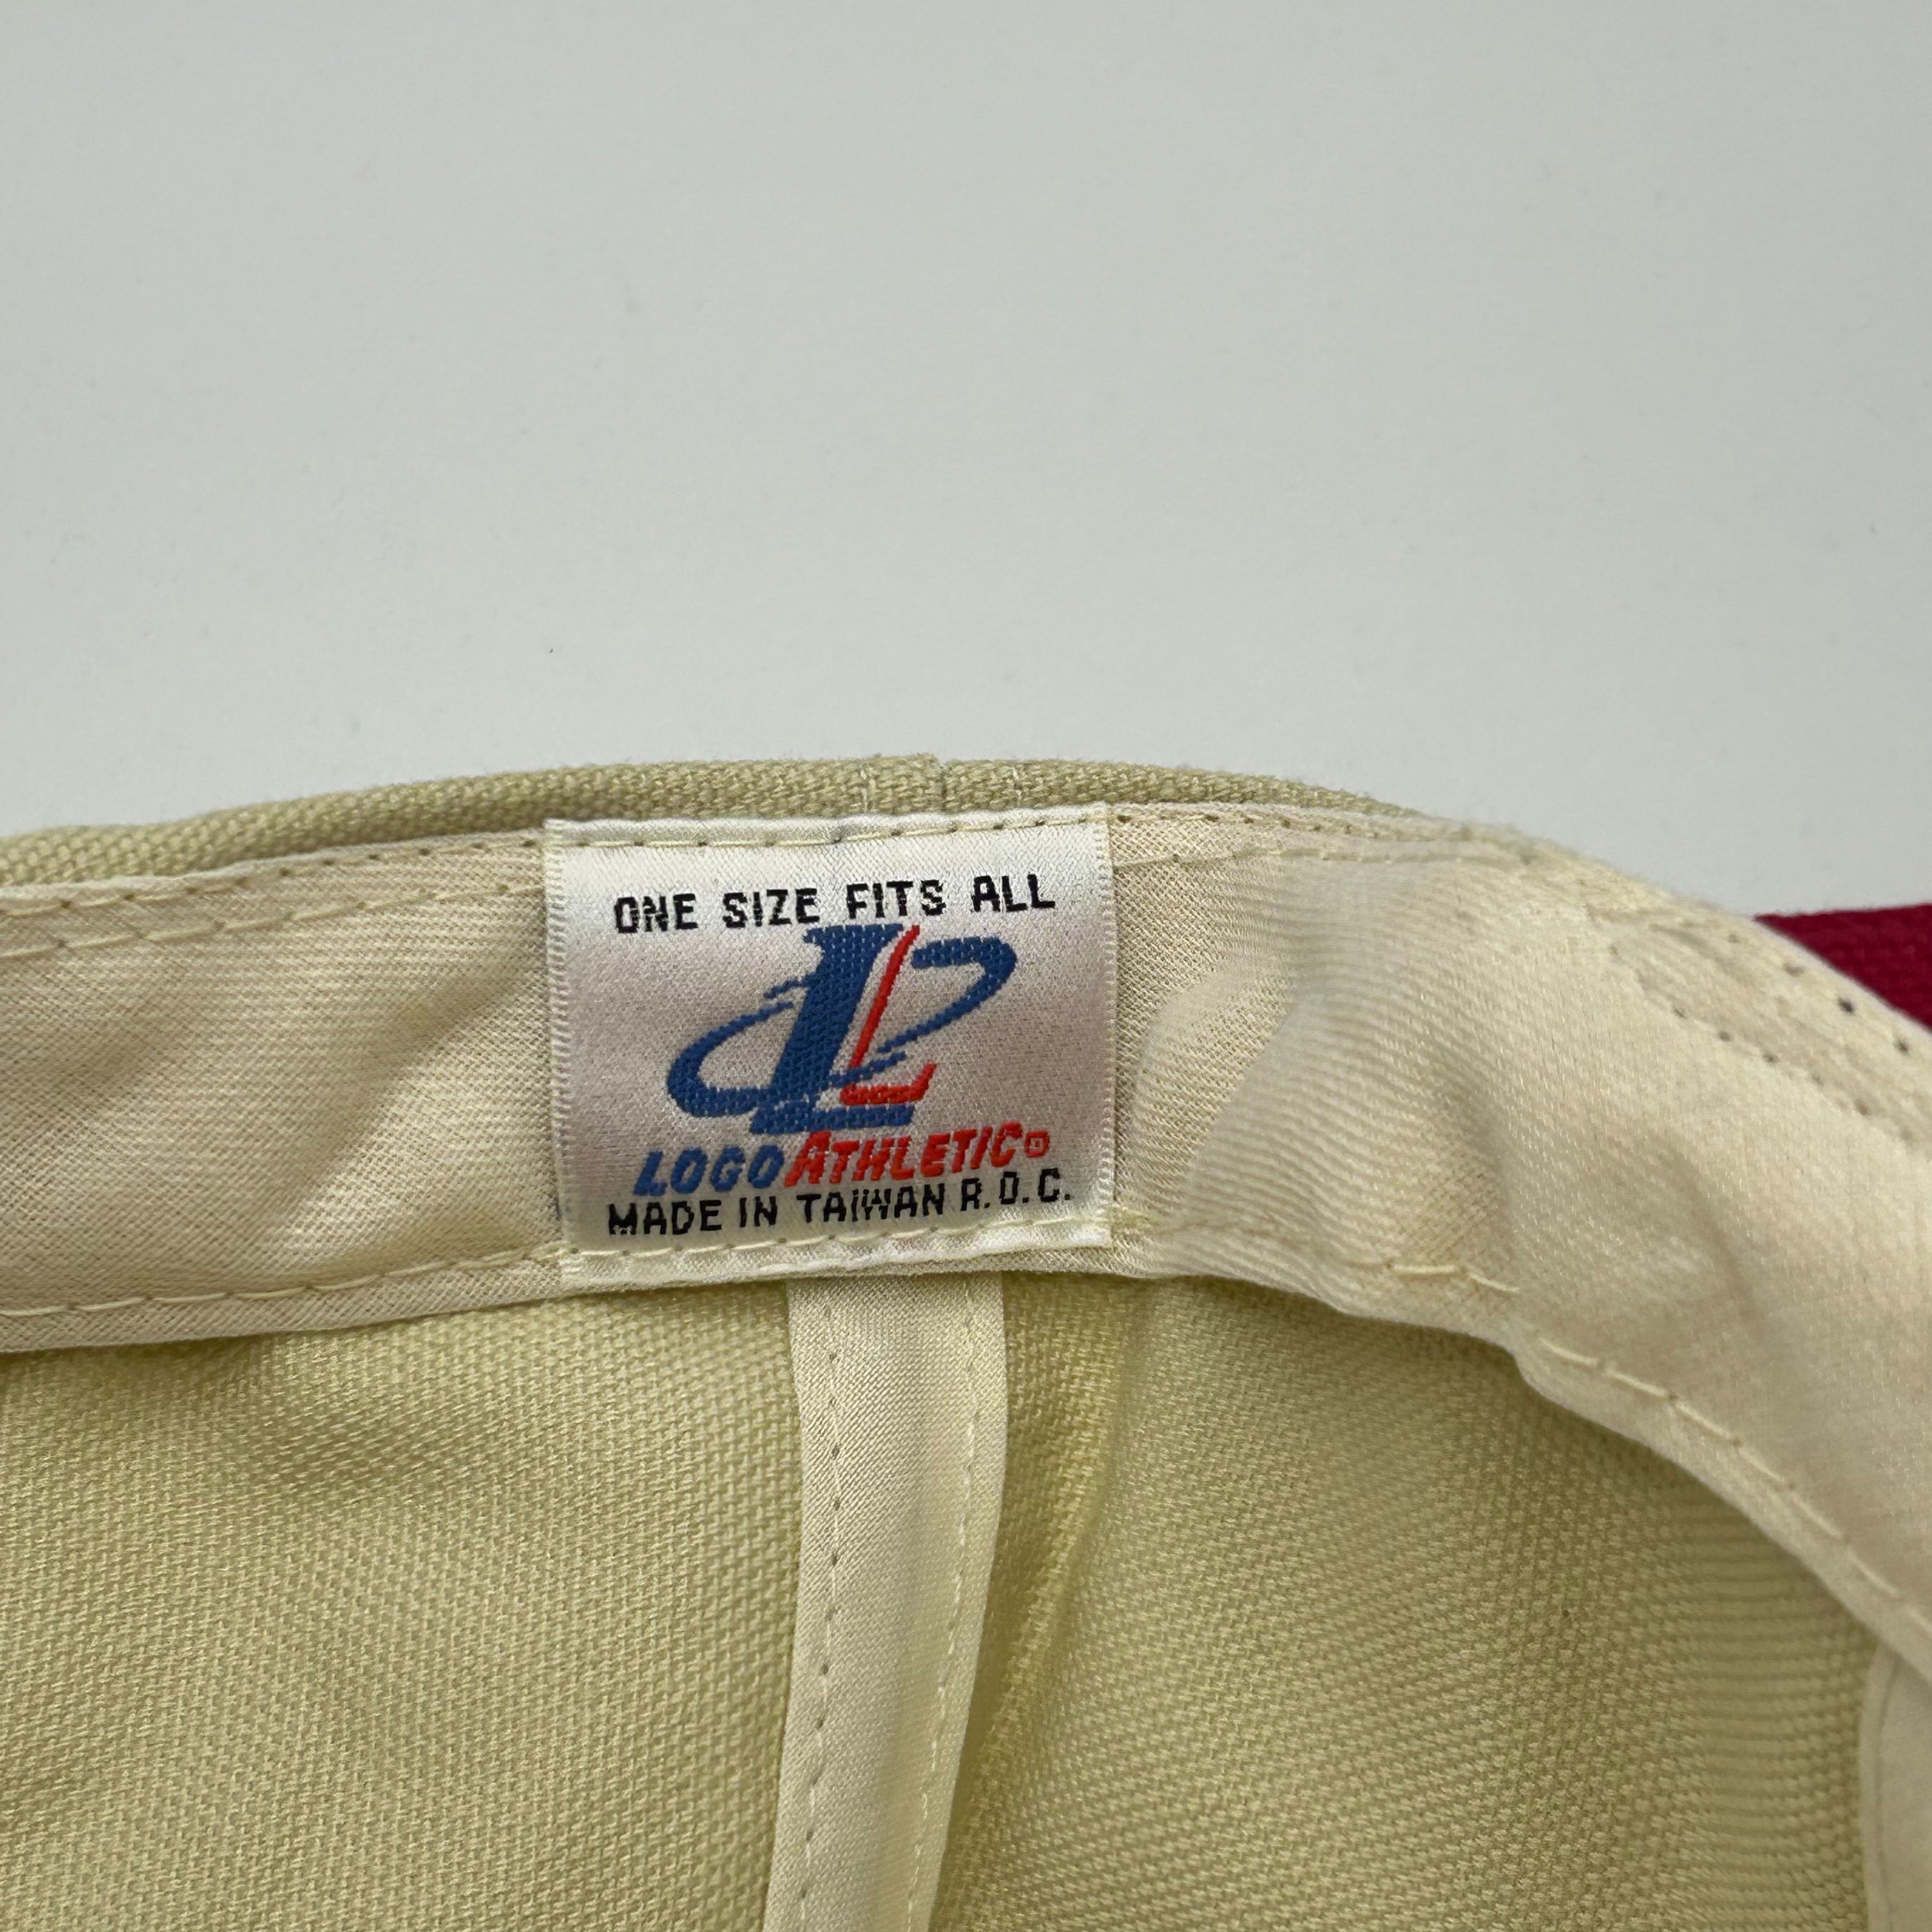 ONE SIZE FITS ALL
L
LOGO ATHLETIC®
MADE IN TAIWAN R.O.C.